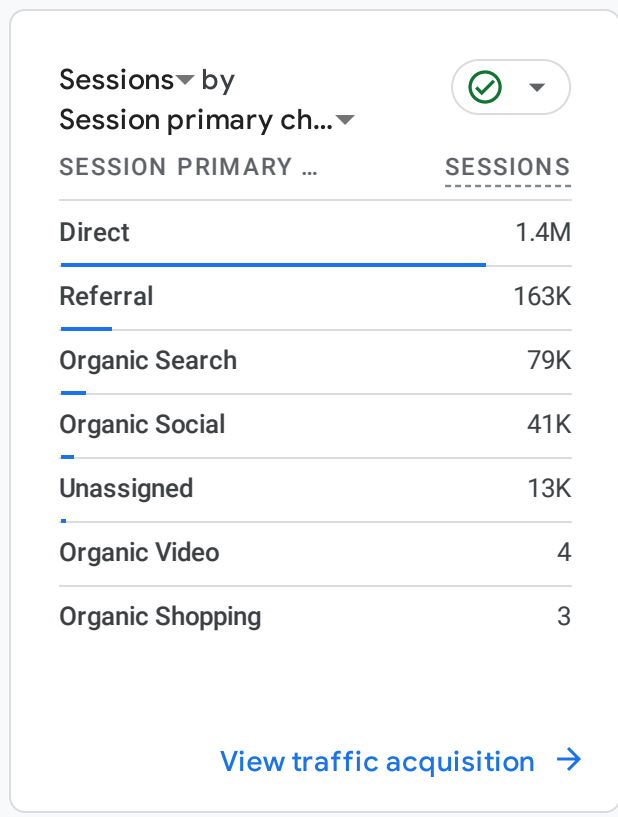 Sessions by
Session primary ch...
SESSION PRIMARY ... SESSIONS
Direct 1.4M
Referral 163K
Organic Search 79K
Organic Social 41K
Unassigned 13K
Organic Video 4
Organic Shopping 3
View traffic acquisition